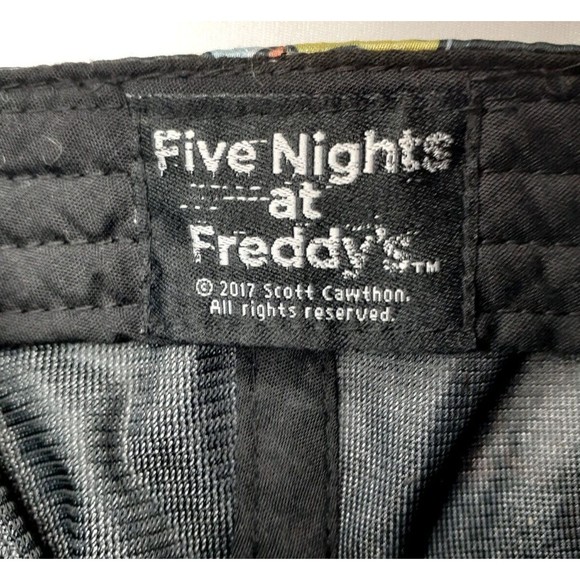 Five Nights
at
Freddy's™
© 2017 Scott Cawthon.
All rights reserved.